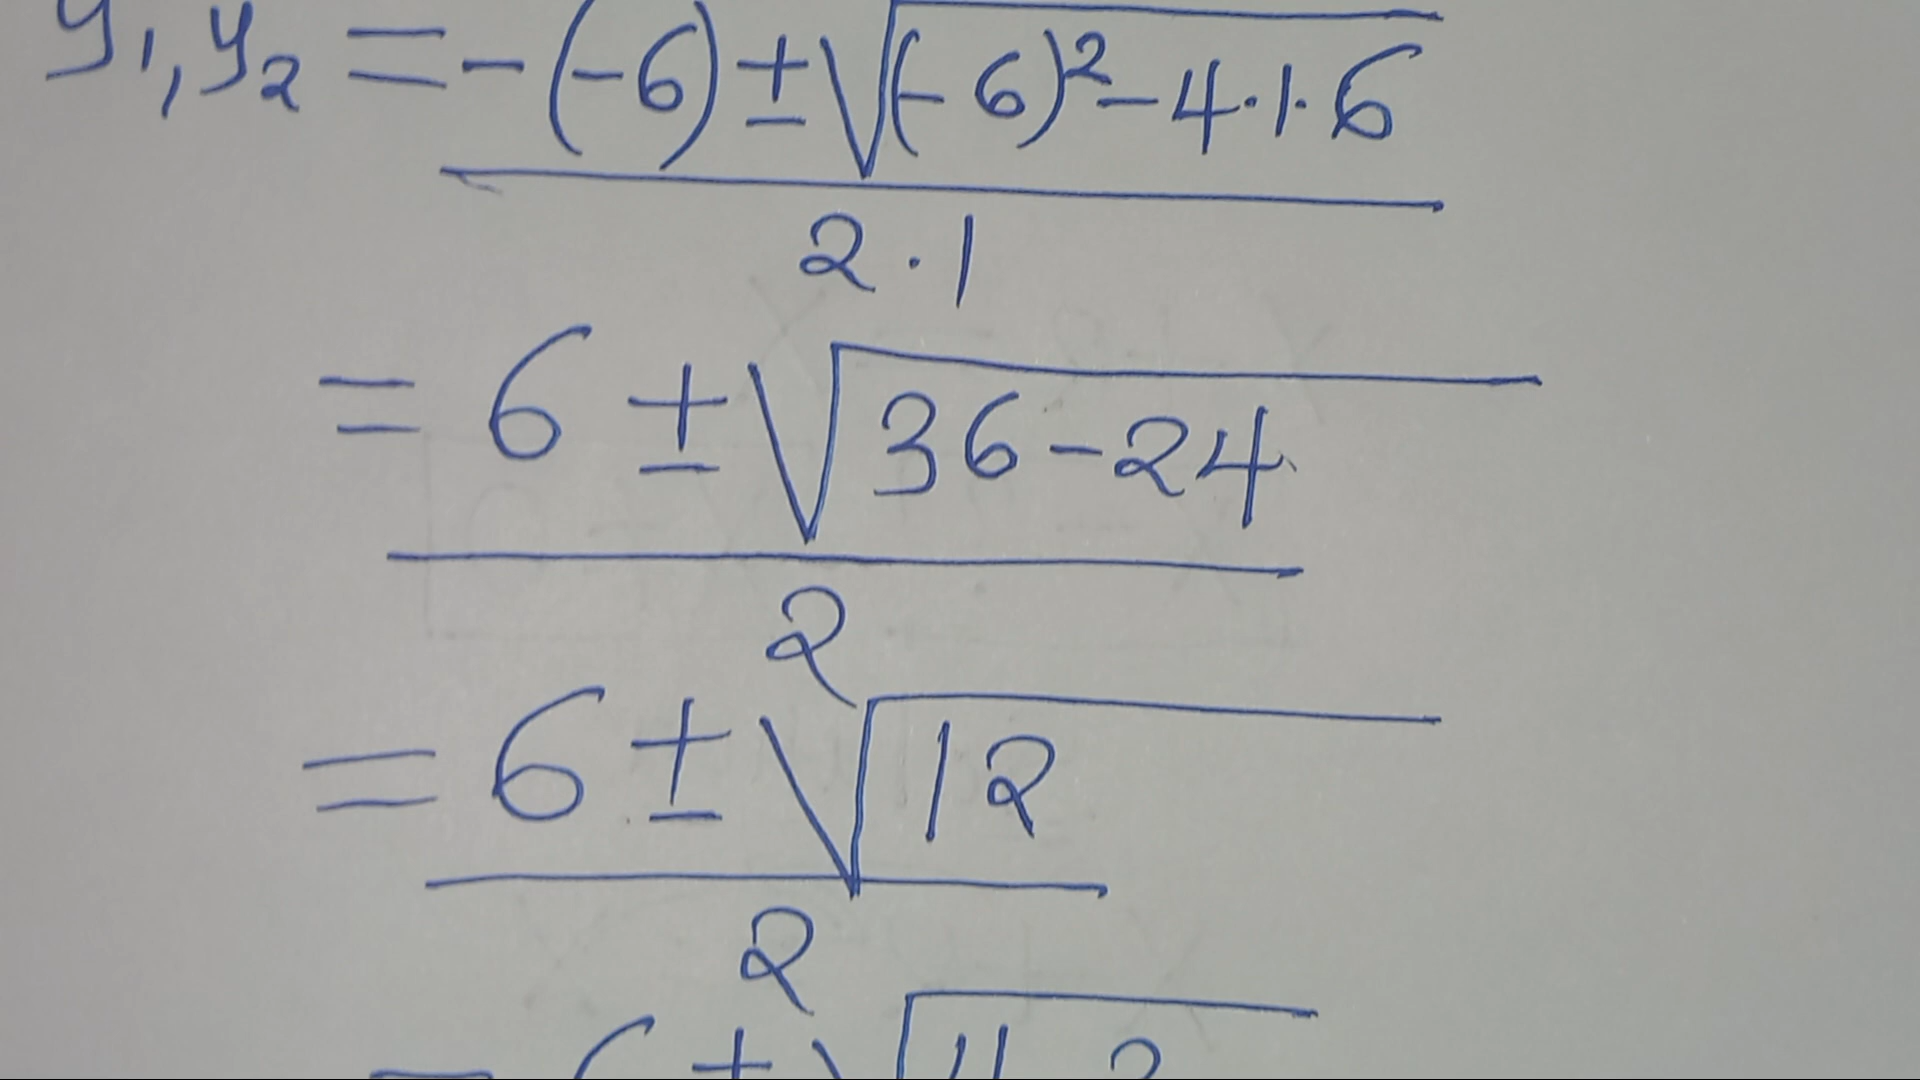 y₁, y₂ = -(-6) ± √(-6)² - 4·1·6
2·1
= 6 ± √36-24
2
= 6 ± √12
2